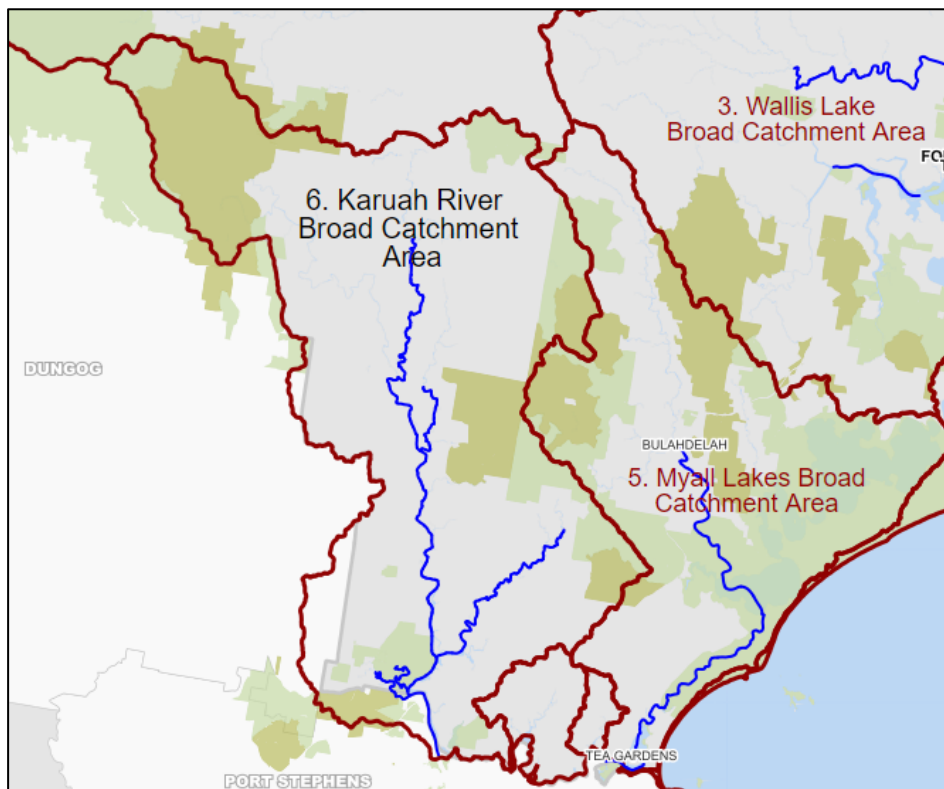 3. Wallis Lake
Broad Catchment Area
6. Karuah River
Broad Catchment
Area
DUNGOG
BULAHDELAH
5. Myall Lakes Broad
Catchment Area
TEA GARDENS
PORT STEPHENS